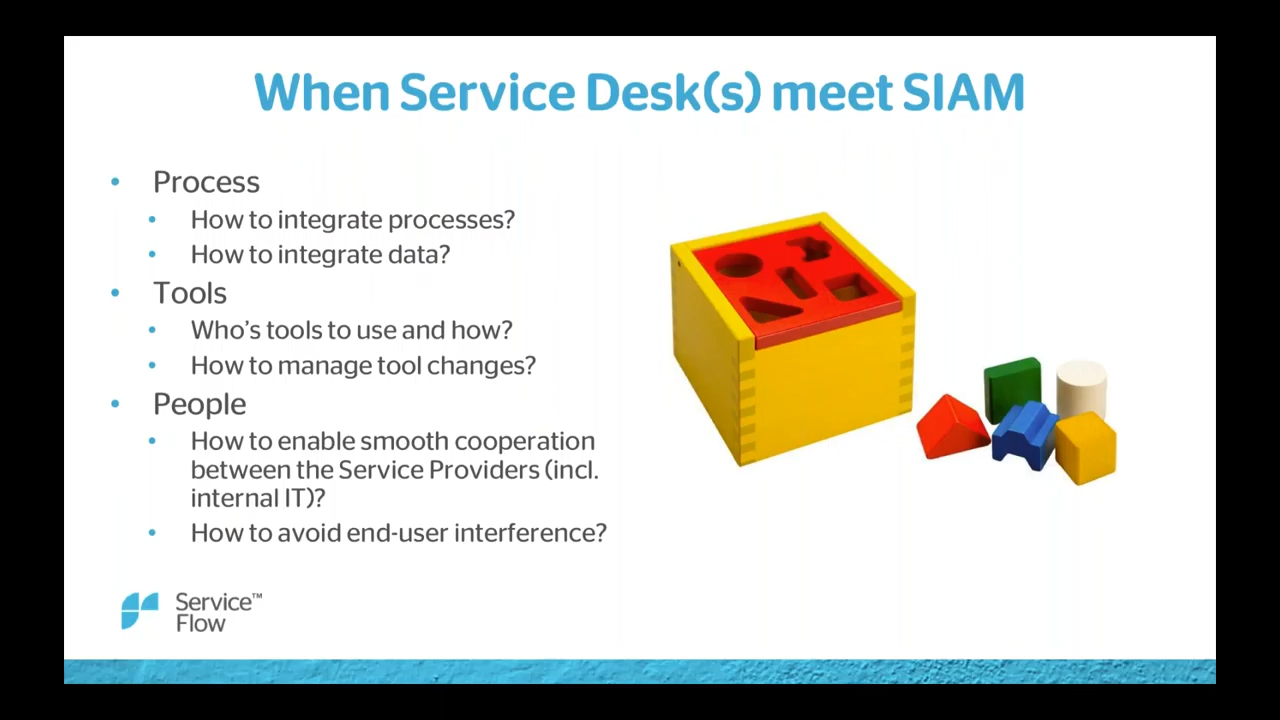 When Service Desk(s) meet SIAM
• Process
• How to integrate processes?
• How to integrate data?
• Tools
• Who's tools to use and how?
• How to manage tool changes?
• People
• How to enable smooth cooperation
between the Service Providers (incl.
internal IT)?
• How to avoid end-user interference?
Service™
Flow